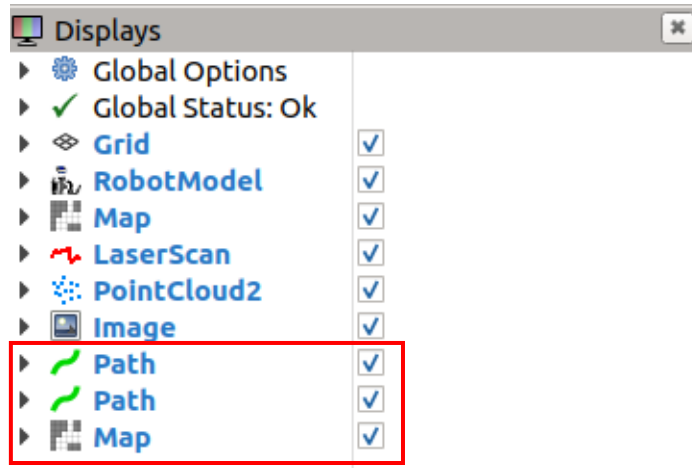 Displays
Global Options
Global Status: Ok
Grid
RobotModel
Map
LaserScan
PointCloud2
Image
Path
Path
Map